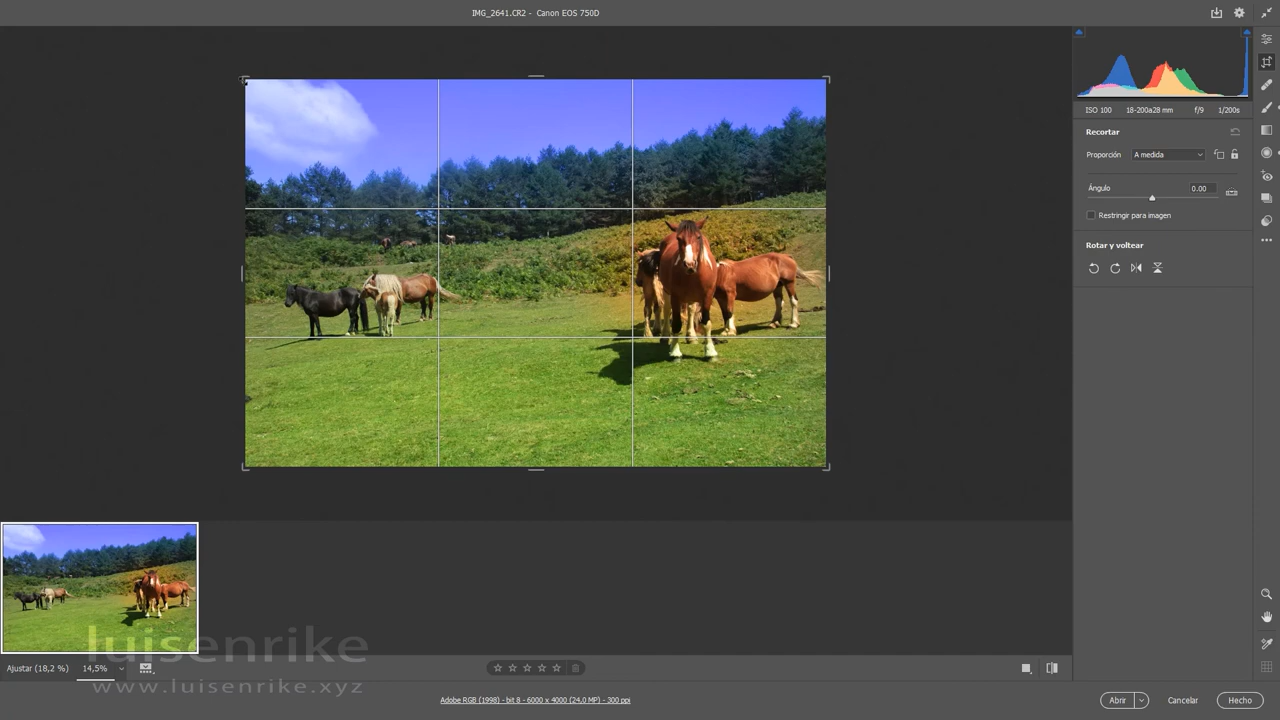 IMG_2641.CR2 - Canon EOS 750D
ISO 100 18-200a28 mm f/9 1/200s
Recortar
Proporción A medida
Ángulo 0.00
Restringir para imagen
Rotar y voltear
luisenrike
Ajustar (18,2 %) 14,5%
www.luisenrike.xyz
Adobe RGB (1998) - bit 8 - 6000 x 4000 (24,0 MP) - 300 ppi
Abrir Cancelar Hecho